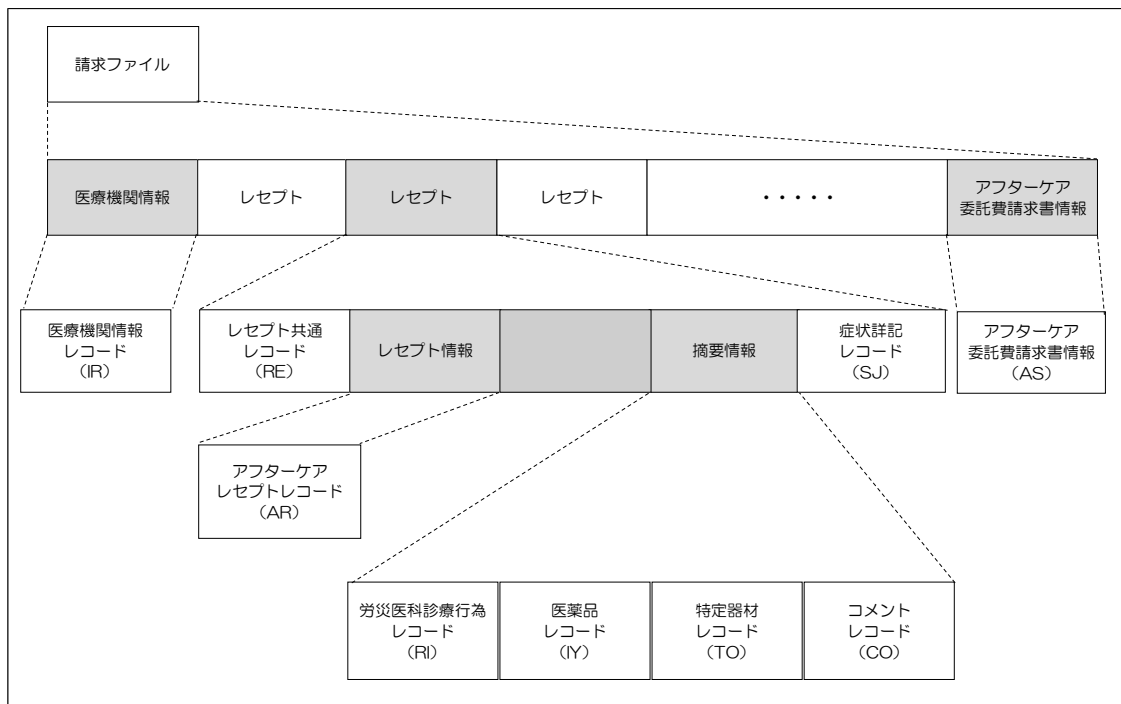 請求ファイル
医療機関情報
レセプト
レセプト
レセプト
・・・・・
アフターケア
委託費請求書情報
医療機関情報
レコード
(IR)
レセプト共通
レコード
(RE)
レセプト情報
摘要情報
症状詳記
レコード
(SJ)
アフターケア
委託費請求書情報
(AS)
アフターケア
レセプトレコード
(AR)
労災医科診療行為
レコード
(RI)
医薬品
レコード
(IY)
特定器材
レコード
(TO)
コメント
レコード
(CO)